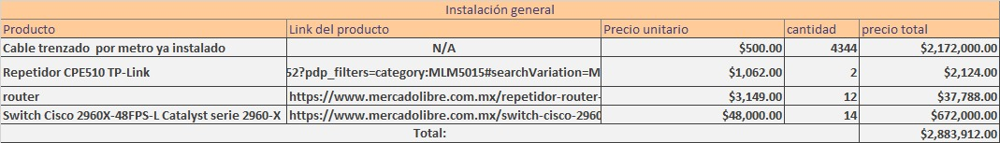 Instalación general
Producto Link del producto Precio unitario cantidad precio total
Cable trenzado por metro ya instalado N/A $500.00 4344 $2,172,000.00
Repetidor CPE510 TP-Link 52?pdp_filters=category:MLM5015#searchVariation=M $1,062.00 2 $2,124.00
router https://www.mercadolibre.com.mx/repetidor-router- $3,149.00 12 $37,788.00
Switch Cisco 2960X-48FPS-L Catalyst serie 2960-X https://www.mercadolibre.com.mx/switch-cisco-2960 $48,000.00 14 $672,000.00
Total: $2,883,912.00